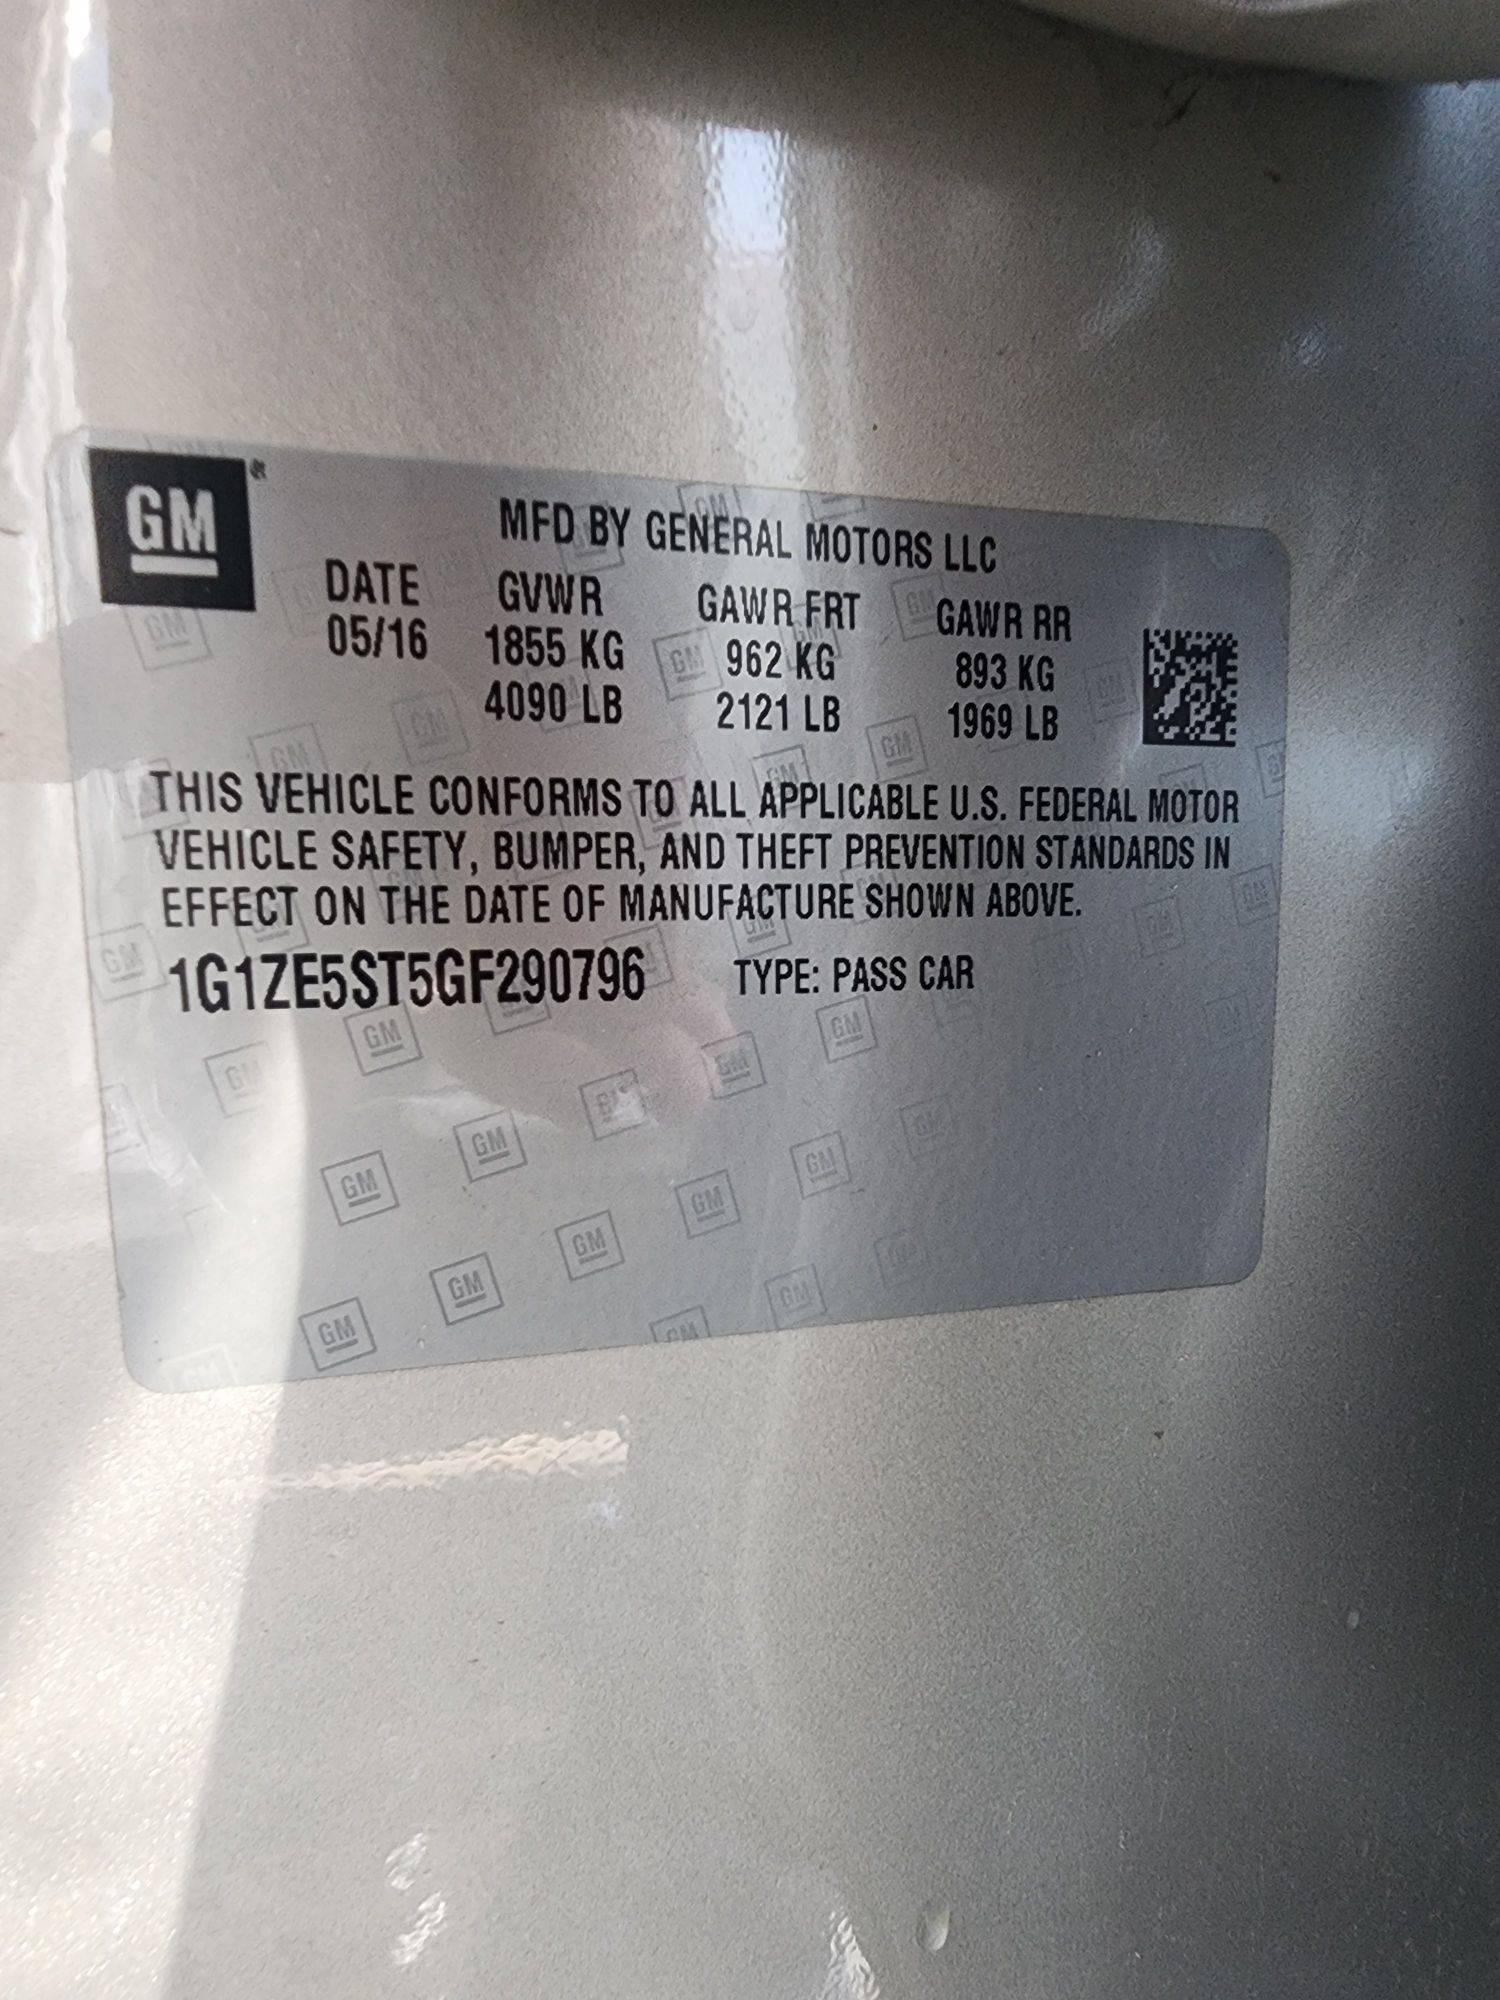 GM
MFD BY GENERAL MOTORS LLC
DATE GVWR GAWR FRT GAWR RR
05/16 1855 KG 962 KG 893 KG
4090 LB 2121 LB 1969 LB
THIS VEHICLE CONFORMS TO ALL APPLICABLE U.S. FEDERAL MOTOR
VEHICLE SAFETY, BUMPER, AND THEFT PREVENTION STANDARDS IN
EFFECT ON THE DATE OF MANUFACTURE SHOWN ABOVE.
1G1ZE5ST5GF290796 TYPE: PASS CAR